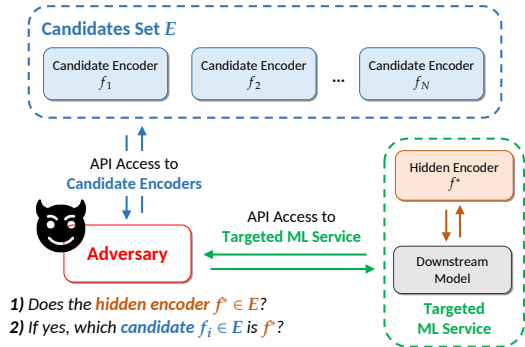 Candidates Set E
Candidate Encoder
f₁
Candidate Encoder
f₂
...
Candidate Encoder
f_N
API Access to
Candidate Encoders
Hidden Encoder
f*
API Access to
Targeted ML Service
Adversary
Downstream
Model
Targeted
ML Service
1) Does the hidden encoder f* ∈ E?
2) If yes, which candidate fᵢ ∈ E is f*?